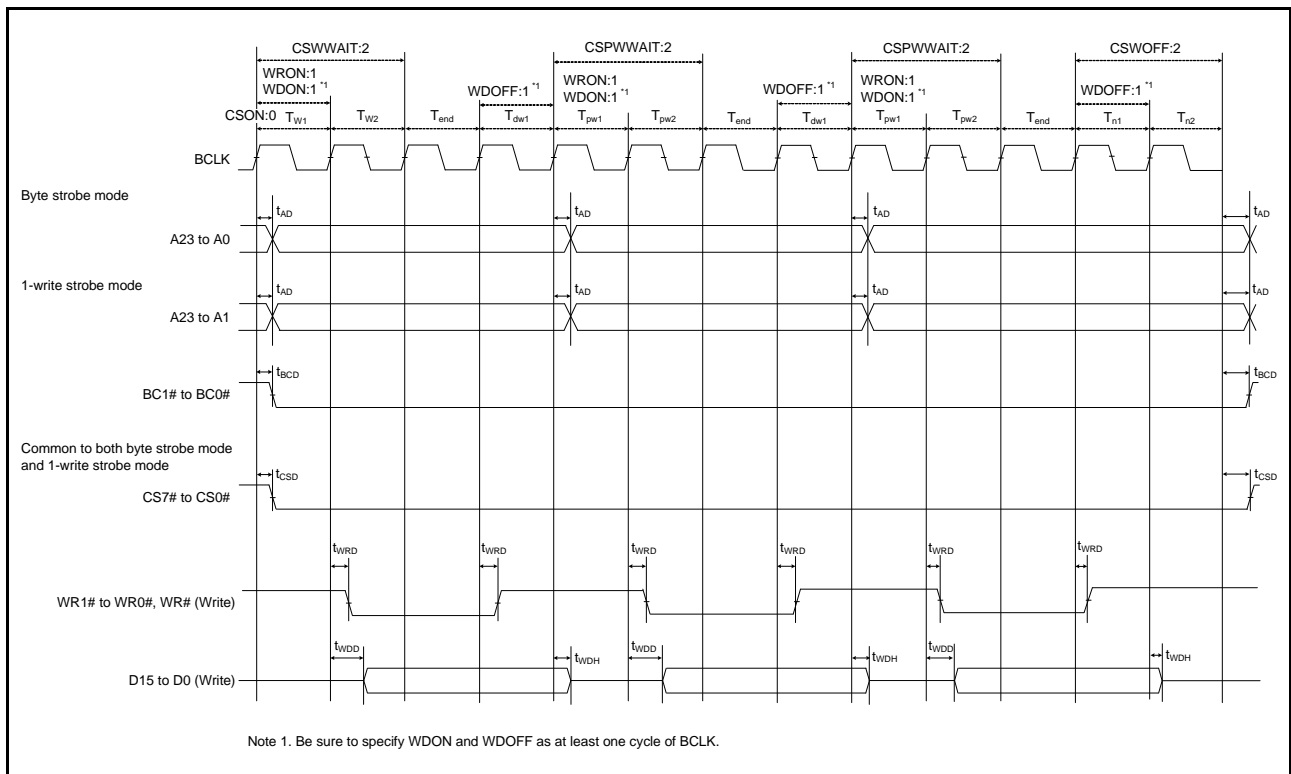 CSWWAIT:2 CSPWWAIT:2 CSPWWAIT:2 CSWOFF:2
WRON:1 WRON:1 WRON:1
WDON:1 *1 WDOFF:1 *1 WDON:1 *1 WDOFF:1 *1 WDON:1 *1 WDOFF:1 *1
CSON:0 TW1 TW2 Tend Tdw1 Tpw1 Tpw2 Tend Tdw1 Tpw1 Tpw2 Tend Tn1 Tn2
BCLK
Byte strobe mode
tAD tAD tAD tAD
A23 to A0
1-write strobe mode
tAD tAD tAD tAD
A23 to A1
tBCD tBCD
BC1# to BC0#
Common to both byte strobe mode
and 1-write strobe mode
tCSD tCSD
CS7# to CS0#
tWRD tWRD tWRD tWRD tWRD tWRD
WR1# to WR0#, WR# (Write)
tWDD tWDH tWDD tWDH tWDD tWDH
D15 to D0 (Write)
Note 1. Be sure to specify WDON and WDOFF as at least one cycle of BCLK.